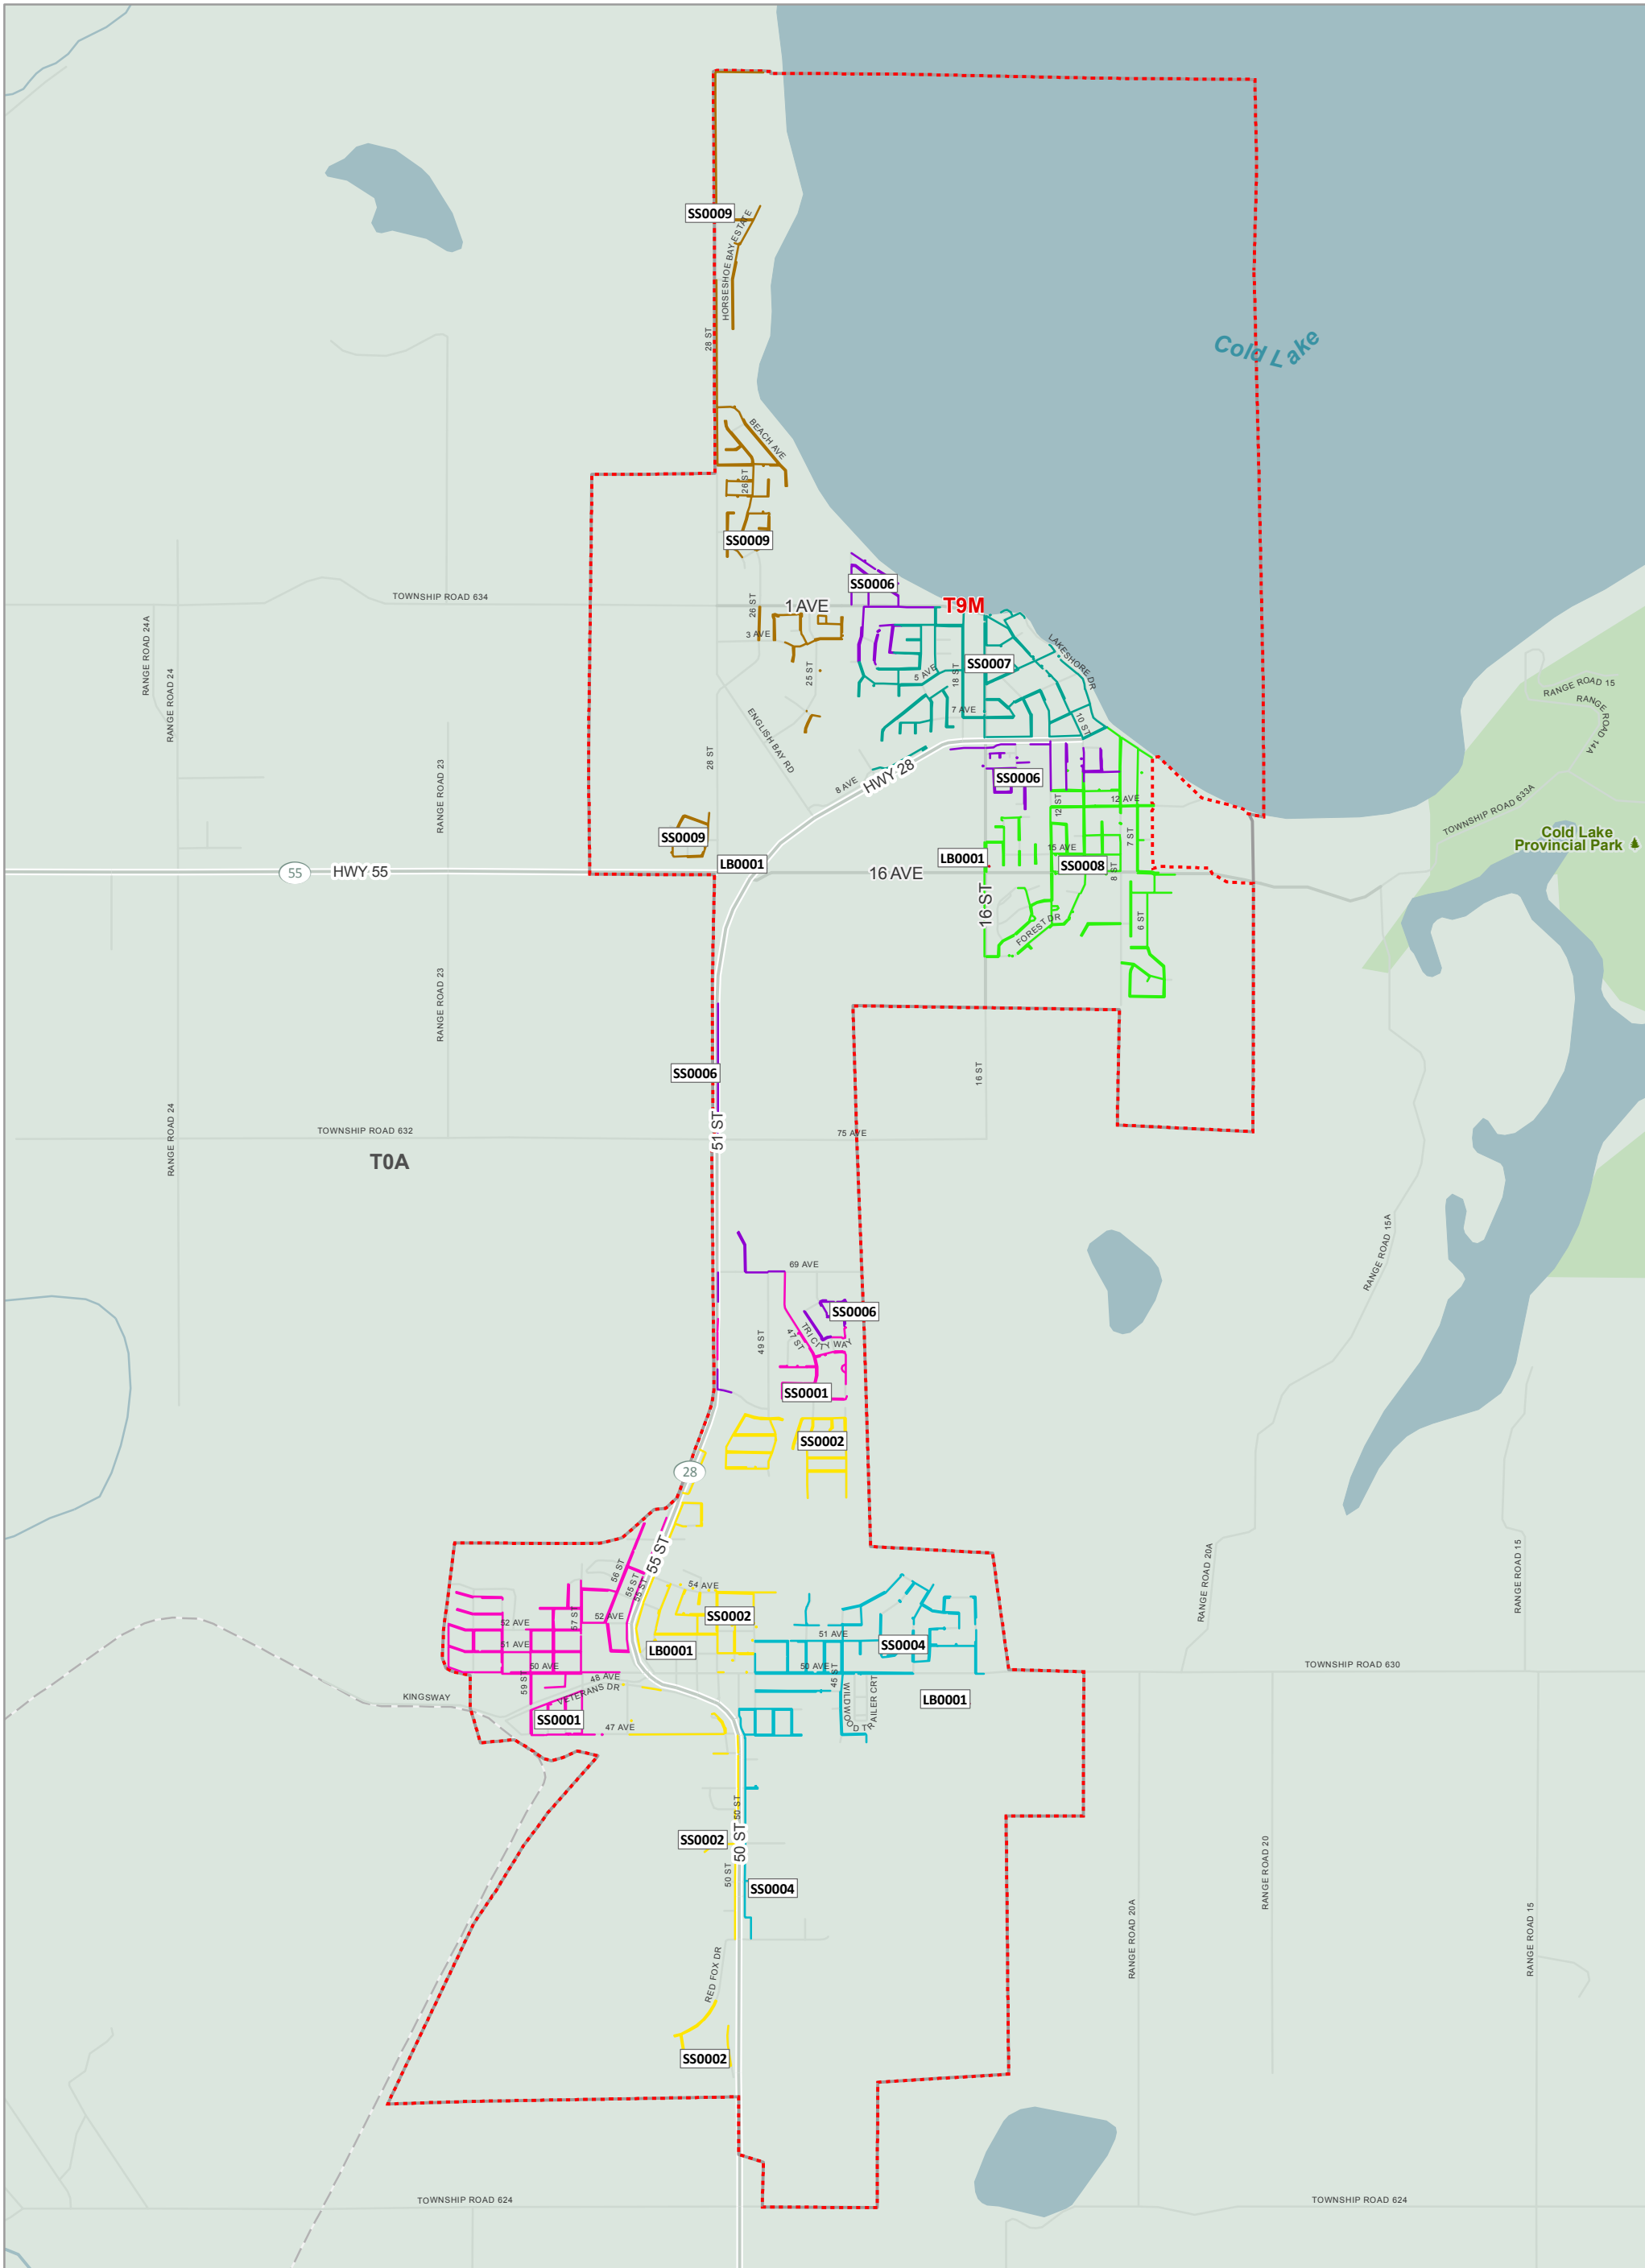 SS0009
HORSESHOE BAY ESTATE
28 ST
Cold Lake
BEACH AVE
26 ST
SS0009
SS0006
TOWNSHIP ROAD 634
26 ST
1 AVE
T9M
3 AVE
RANGE ROAD 24A
RANGE ROAD 24
25 ST
5 AVE
18 ST
SS0007
LAKESHORE DR
RANGE ROAD 15
RANGE ROAD 14A
7 AVE
10 ST
ENGLISH BAY RD
28 ST
RANGE ROAD 23
8 AVE
HWY 28
SS0006
12 ST
12 AVE
TOWNSHIP ROAD 633A
7 ST
SS0009
Cold Lake
Provincial Park
LB0001
LB0001
15 AVE
SS0008
8 ST
55
HWY 55
16 AVE
16 ST
FOREST DR
6 ST
RANGE ROAD 23
SS0006
16 ST
51 ST
TOWNSHIP ROAD 632
75 AVE
RANGE ROAD 24
T0A
RANGE ROAD 15A
69 AVE
49 ST
47 ST
TRI CITY WAY
SS0006
SS0001
SS0002
28
55 ST
56 ST
55 ST
55 ST
54 AVE
RANGE ROAD 20A
RANGE ROAD 15
57 ST
52 AVE
52 AVE
SS0002
51 AVE
51 AVE
SS0004
LB0001
50 AVE
50 AVE
TOWNSHIP ROAD 630
59 ST
48 AVE
VETERANS DR
45 ST
WILDWOOD TRAILER CRT
KINGSWAY
LB0001
SS0001
47 AVE
50 ST
SS0002
50 ST
50 ST
SS0004
RANGE ROAD 20
RANGE ROAD 20A
RANGE ROAD 15
RED FOX DR
SS0002
TOWNSHIP ROAD 624
TOWNSHIP ROAD 624